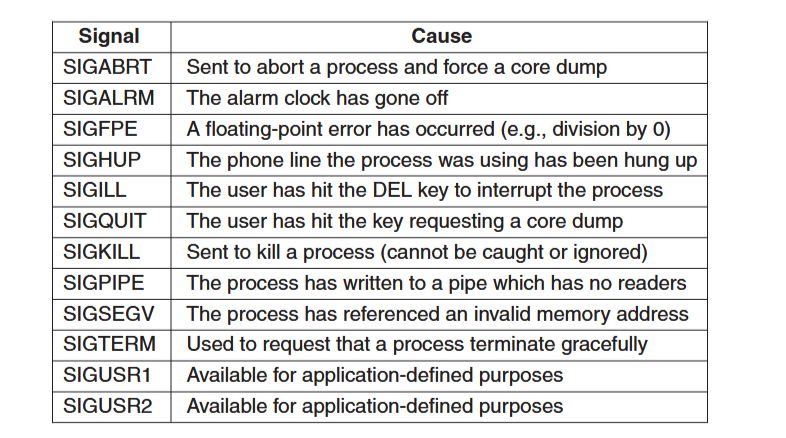 Signal Cause
SIGABRT Sent to abort a process and force a core dump
SIGALRM The alarm clock has gone off
SIGFPE A floating-point error has occurred (e.g., division by 0)
SIGHUP The phone line the process was using has been hung up
SIGILL The user has hit the DEL key to interrupt the process
SIGQUIT The user has hit the key requesting a core dump
SIGKILL Sent to kill a process (cannot be caught or ignored)
SIGPIPE The process has written to a pipe which has no readers
SIGSEGV The process has referenced an invalid memory address
SIGTERM Used to request that a process terminate gracefully
SIGUSR1 Available for application-defined purposes
SIGUSR2 Available for application-defined purposes